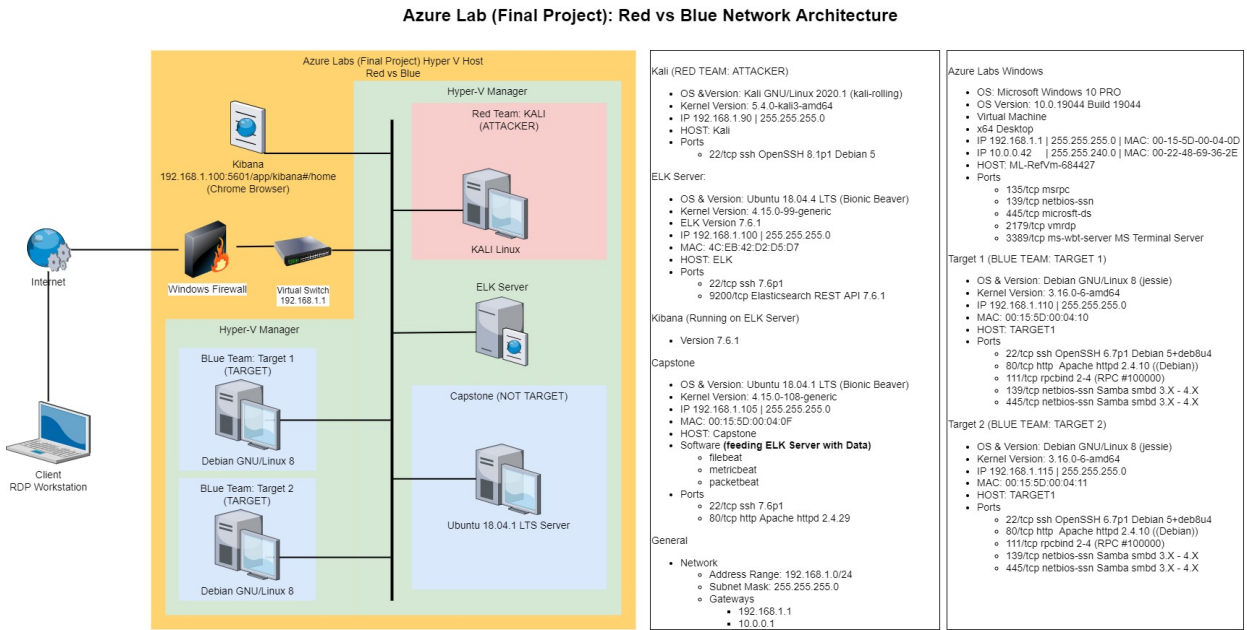 Azure Lab (Final Project): Red vs Blue Network Architecture
Azure Labs (Final Project) Hyper V Host
Red vs Blue
Hyper-V Manager
Red Team: KALI
(ATTACKER)
KALI Linux
Kibana
192.168.1.100:5601/app/kibana#/home
(Chrome Browser)
Internet
Windows Firewall
Virtual Switch
192.168.1.1
ELK Server
Hyper-V Manager
BLue Team: Target 1
(TARGET)
Debian GNU/Linux 8
BLue Team: Target 2
(TARGET)
Debian GNU/Linux 8
Capstone (NOT TARGET)
Ubuntu 18.04.1 LTS Server
Client
RDP Workstation
Kali (RED TEAM: ATTACKER)
OS &Version: Kali GNU/Linux 2020.1 (kali-rolling)
Kernel Version: 5.4.0-kali3-amd64
IP 192.168.1.90 | 255.255.255.0
HOST: Kali
Ports
22/tcp ssh OpenSSH 8.1p1 Debian 5
ELK Server:
OS & Version: Ubuntu 18.04.4 LTS (Bionic Beaver)
Kernel Version: 4.15.0-99-generic
ELK Version 7.6.1
IP 192.168.1.100 | 255.255.255.0
MAC: 4C:EB:42:D2:D5:D7
HOST: ELK
Ports
22/tcp ssh 7.6p1
9200/tcp Elasticsearch REST API 7.6.1
Kibana (Running on ELK Server)
Version 7.6.1
Capstone
OS & Version: Ubuntu 18.04.1 LTS (Bionic Beaver)
Kernel Version: 4.15.0-108-generic
IP 192.168.1.105 | 255.255.255.0
MAC: 00:15:5D:00:04:0F
HOST: Capstone
Software (feeding ELK Server with Data)
filebeat
metricbeat
packetbeat
Ports
22/tcp ssh 7.6p1
80/tcp http Apache httpd 2.4.29
General
Network
Address Range: 192.168.1.0/24
Subnet Mask: 255.255.255.0
Gateways
192.168.1.1
10.0.0.1
Azure Labs Windows
OS: Microsoft Windows 10 PRO
OS Version: 10.0.19044 Build 19044
Virtual Machine
x64 Desktop
IP 192.168.1.1 | 255.255.255.0 | MAC: 00-15-5D-00-04-0D
IP 10.0.0.42 | 255.255.240.0 | MAC: 00-22-48-69-36-2E
HOST: ML-RefVm-684427
Ports
135/tcp msrpc
139/tcp netbios-ssn
445/tcp microsft-ds
2179/tcp vmrdp
3389/tcp ms-wbt-server MS Terminal Server
Target 1 (BLUE TEAM: TARGET 1)
OS & Version: Debian GNU/Linux 8 (jessie)
Kernel Version: 3.16.0-6-amd64
IP 192.168.1.110 | 255.255.255.0
MAC: 00:15:5D:00:04:10
HOST: TARGET1
Ports
22/tcp ssh OpenSSH 6.7p1 Debian 5+deb8u4
80/tcp http Apache httpd 2.4.10 ((Debian))
111/tcp rpcbind 2-4 (RPC #100000)
139/tcp netbios-ssn Samba smbd 3.X - 4.X
445/tcp netbios-ssn Samba smbd 3.X - 4.X
Target 2 (BLUE TEAM: TARGET 2)
OS & Version: Debian GNU/Linux 8 (jessie)
Kernel Version: 3.16.0-6-amd64
IP 192.168.1.115 | 255.255.255.0
MAC: 00:15:5D:00:04:11
HOST: TARGET1
Ports
22/tcp ssh OpenSSH 6.7p1 Debian 5+deb8u4
80/tcp http Apache httpd 2.4.10 ((Debian))
111/tcp rpcbind 2-4 (RPC #100000)
139/tcp netbios-ssn Samba smbd 3.X - 4.X
445/tcp netbios-ssn Samba smbd 3.X - 4.X